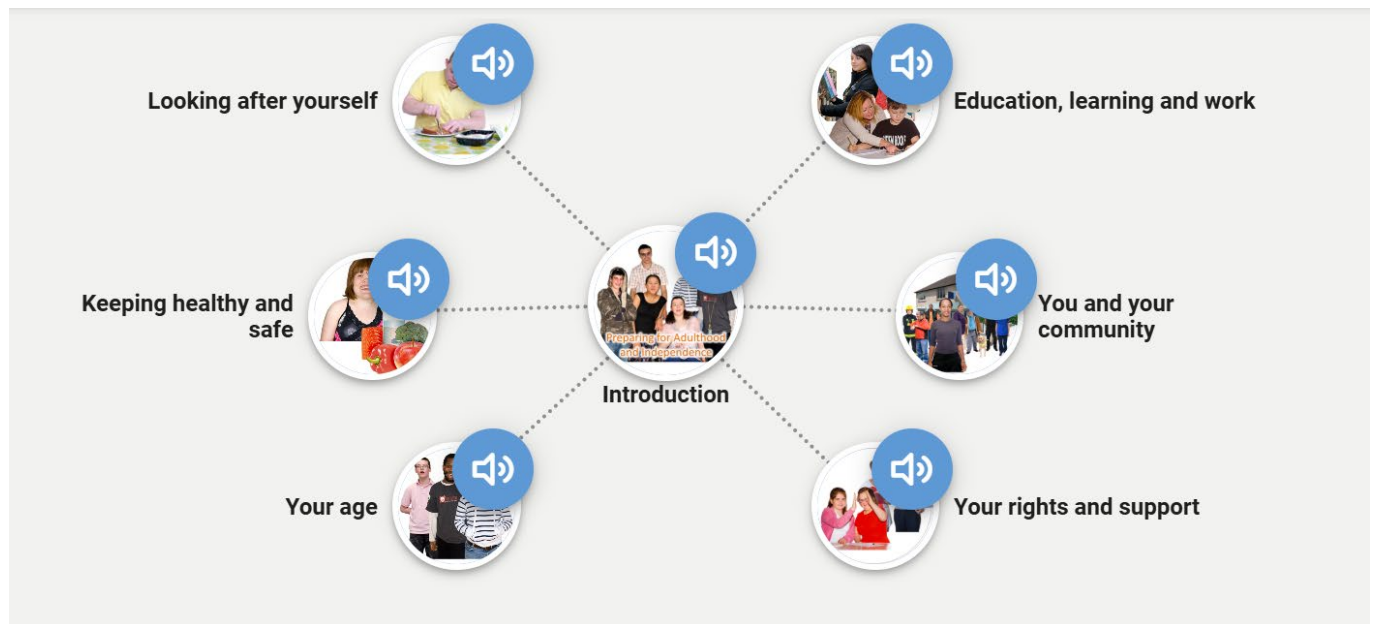 Looking after yourself
Education, learning and work
Keeping healthy and
safe
Preparing for Adulthood
and Independence
Introduction
You and your
community
Your age
Your rights and support